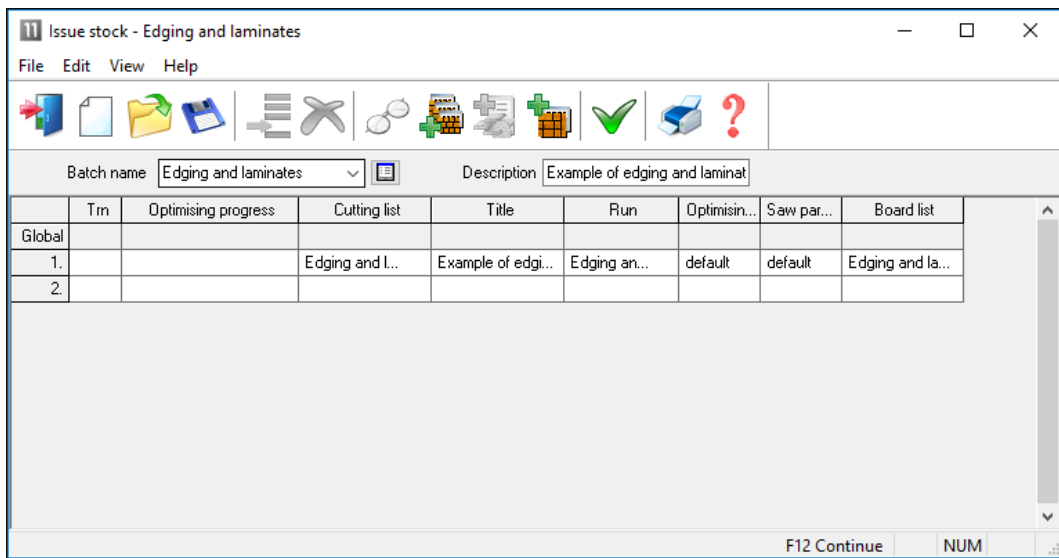 11 Issue stock - Edging and laminates
File Edit View Help
Batch name Edging and laminates Description Example of edging and laminat
Trn Optimising progress Cutting list Title Run Optimisin... Saw par... Board list
Global
1. Edging and l... Example of edgi... Edging an... default default Edging and la...
2.
F12 Continue NUM